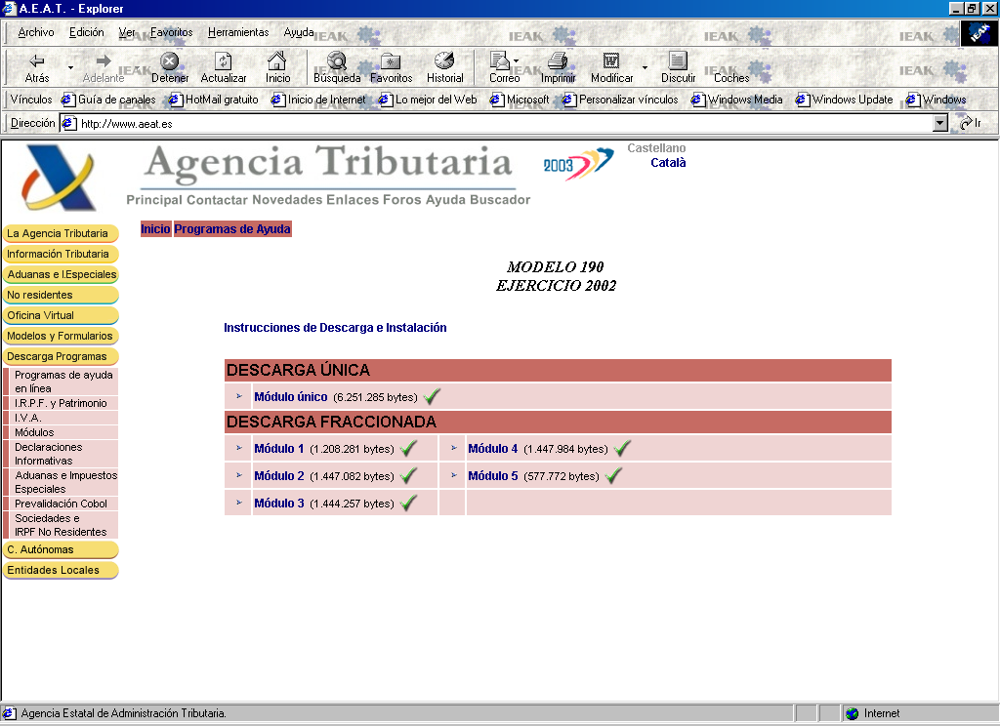 A.E.A.T. - Explorer
Archivo Edición Ver Favoritos Herramientas Ayuda
IEAK IEAK IEAK IEAK
Atrás Adelante Detener Actualizar Inicio Búsqueda Favoritos Historial Correo Imprimir Modificar Discutir Coches
Vínculos Guía de canales HotMail gratuito Inicio de Internet Lo mejor del Web Microsoft Personalizar vínculos Windows Media Windows Update Windows
Dirección http://www.aeat.es Ir
Agencia Tributaria
2003
Castellano
Català
Principal Contactar Novedades Enlaces Foros Ayuda Buscador
Inicio Programas de Ayuda
La Agencia Tributaria
Información Tributaria
Aduanas e I.Especiales
No residentes
Oficina Virtual
Modelos y Formularios
Descarga Programas
Programas de ayuda
en línea
I.R.P.F. y Patrimonio
I.V.A.
Módulos
Declaraciones
Informativas
Aduanas e Impuestos
Especiales
Prevalidación Cobol
Sociedades e
IRPF No Residentes
C. Autónomas
Entidades Locales
MODELO 190
EJERCICIO 2002
Instrucciones de Descarga e Instalación
DESCARGA ÚNICA
Módulo único (6.251.285 bytes)
DESCARGA FRACCIONADA
Módulo 1 (1.208.281 bytes) Módulo 4 (1.447.984 bytes)
Módulo 2 (1.447.082 bytes) Módulo 5 (577.772 bytes)
Módulo 3 (1.444.257 bytes)
Agencia Estatal de Administración Tributaria. Internet